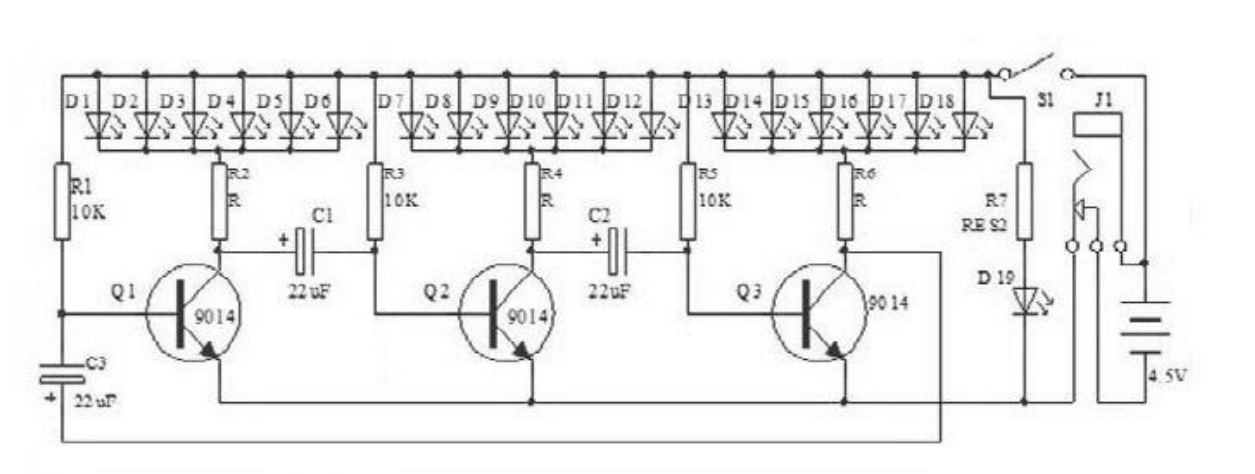 D1 D2 D3 D4 D5 D6 D7 D8 D9 D10 D11 D12 D13 D14 D15 D16 D17 D18 S1 J1
R1 R2 R3 R4 R5 R6 R7
10K R 10K R 10K R RES2
C1 C2
+ +
22uF 22uF
D19
Q1 Q2 Q3
9014 9014 9014
C3
+ 22uF
4.5V